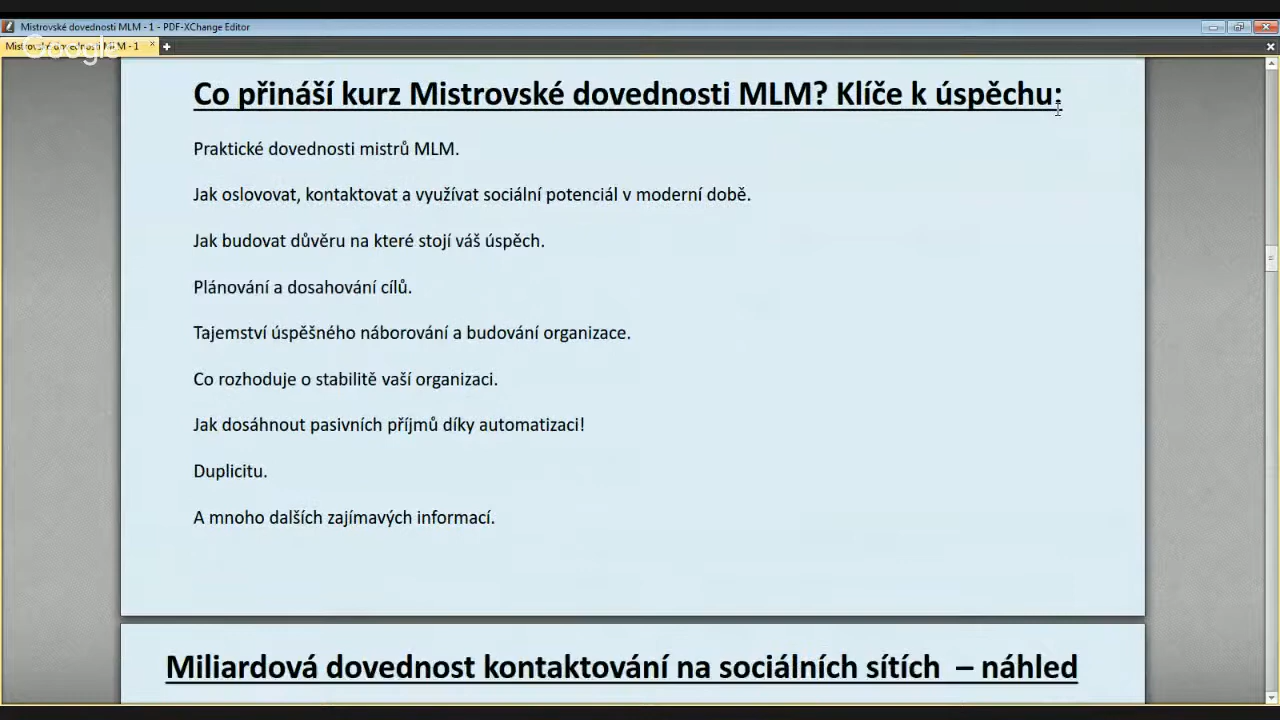 Mistrovské dovednosti MLM - 1 - PDF-XChange Editor
Mistrovské dovednosti MLM - 1
Google
Co přináší kurz Mistrovské dovednosti MLM? Klíče k úspěchu:
Praktické dovednosti mistrů MLM.
Jak oslovovat, kontaktovat a využívat sociální potenciál v moderní době.
Jak budovat důvěru na které stojí váš úspěch.
Plánování a dosahování cílů.
Tajemství úspěšného náborování a budování organizace.
Co rozhoduje o stabilitě vaší organizaci.
Jak dosáhnout pasivních příjmů díky automatizaci!
Duplicitu.
A mnoho dalších zajímavých informací.
Miliardová dovednost kontaktování na sociálních sítích – náhled